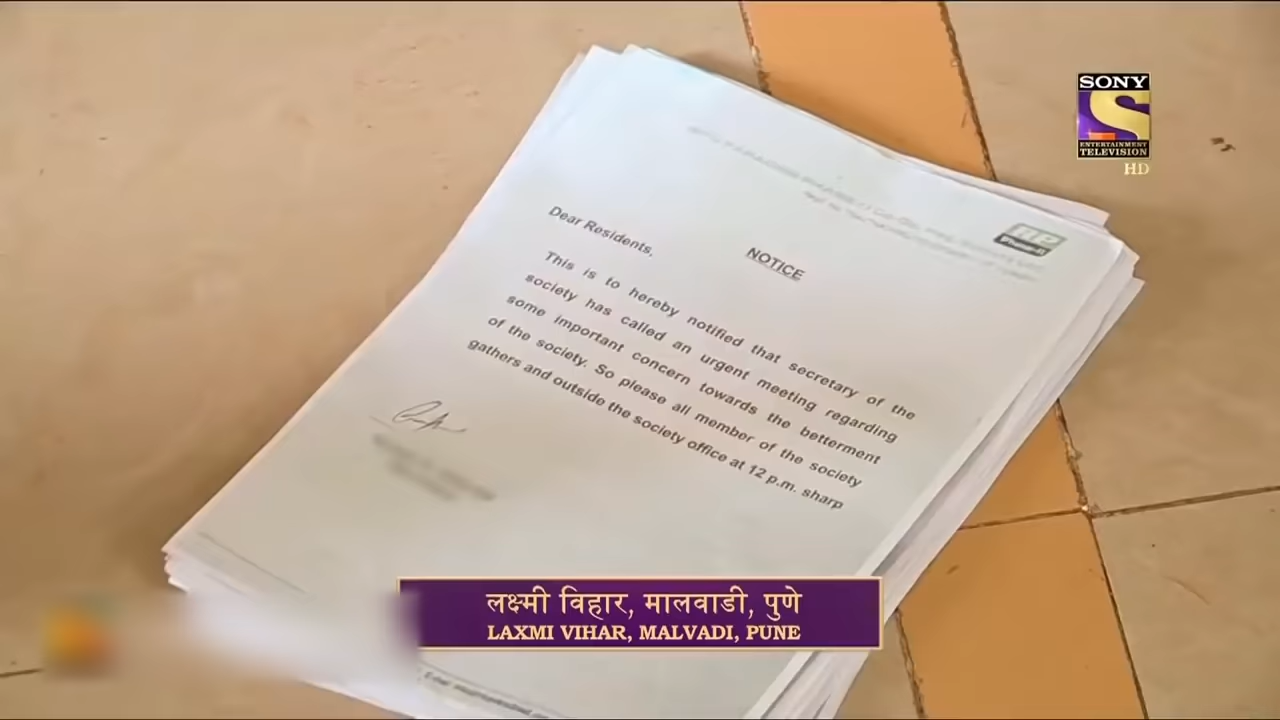 SONY
ENTERTAINMENT
TELEVISION
HD
Dear Residents,
NOTICE
This is to hereby notified that secretary of the
society has called an urgent meeting regarding
some important concern towards the betterment
of the society. So please all member of the society
gathers and outside the society office at 12 p.m. sharp
लक्ष्मी विहार, मालवाडी, पुणे
LAXMI VIHAR, MALVADI, PUNE